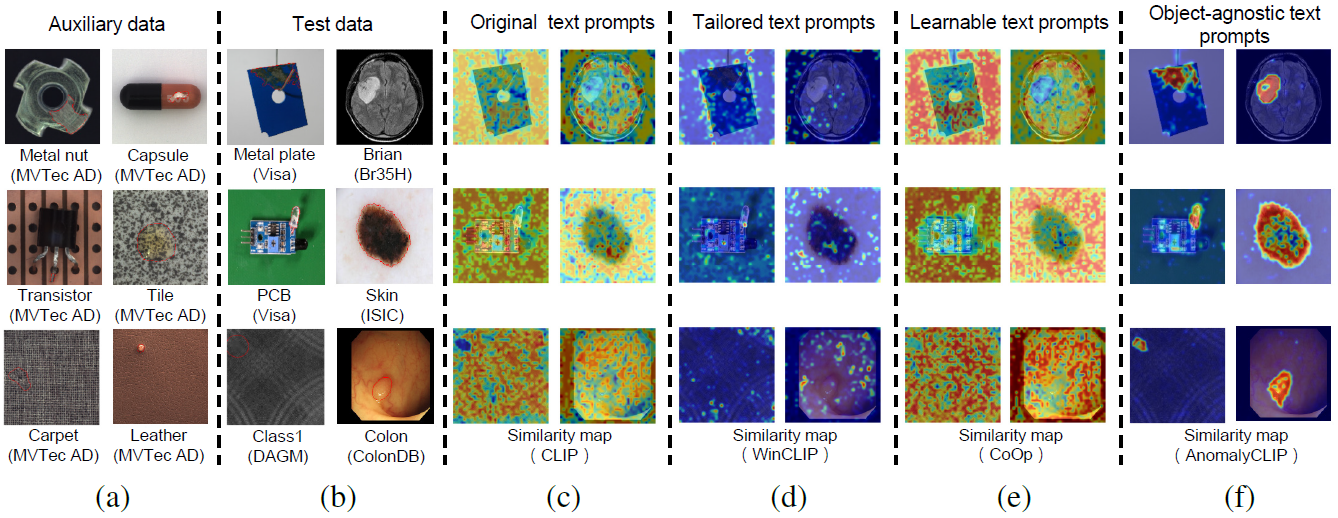 Auxiliary data
Test data
Original text prompts
Tailored text prompts
Learnable text prompts
Object-agnostic text
prompts
Metal nut
(MVTec AD)
Capsule
(MVTec AD)
Metal plate
(Visa)
Brian
(Br35H)
Transistor
(MVTec AD)
Tile
(MVTec AD)
PCB
(Visa)
Skin
(ISIC)
Carpet
(MVTec AD)
Leather
(MVTec AD)
Class1
(DAGM)
Colon
(ColonDB)
Similarity map
( CLIP )
Similarity map
( WinCLIP )
Similarity map
( CoOp )
Similarity map
( AnomalyCLIP )
(a)
(b)
(c)
(d)
(e)
(f)